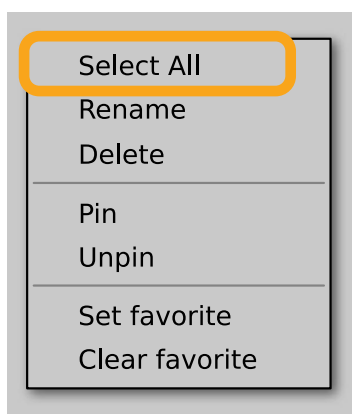 Select All
Rename
Delete
Pin
Unpin
Set favorite
Clear favorite